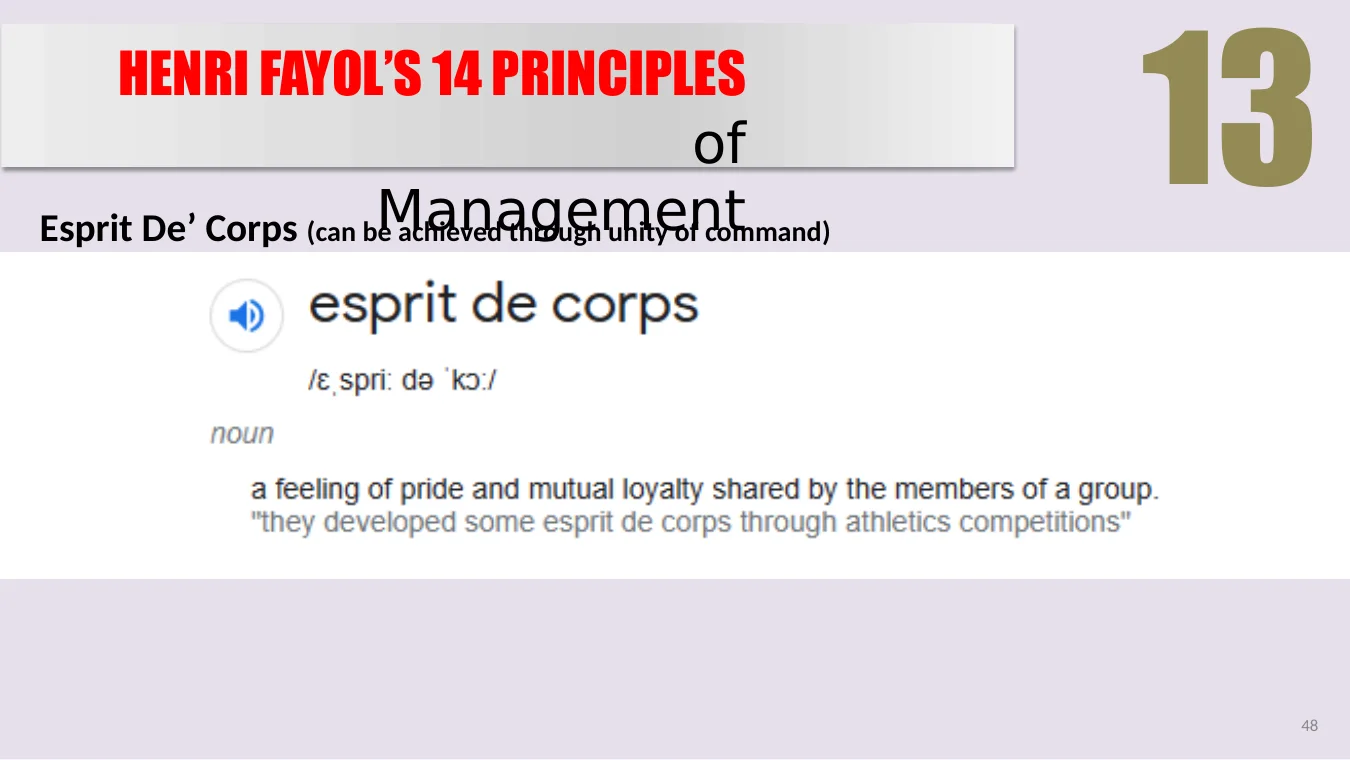 HENRI FAYOL’S 14 PRINCIPLES
of
Management
13
Esprit De’ Corps (can be achieved through unity of command)
esprit de corps
/ɛˌspriː də ˈkɔː/
noun
a feeling of pride and mutual loyalty shared by the members of a group.
"they developed some esprit de corps through athletics competitions"
48